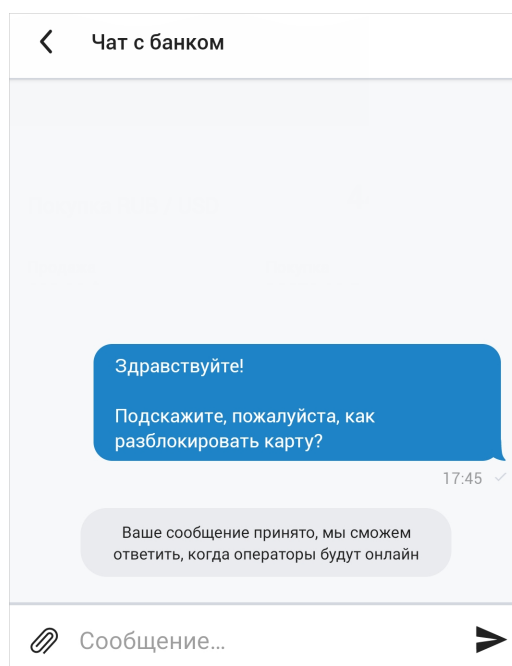 Чат с банком
Здравствуйте!
Подскажите, пожалуйста, как
разблокировать карту?
17:45
Ваше сообщение принято, мы сможем
ответить, когда операторы будут онлайн
Сообщение...